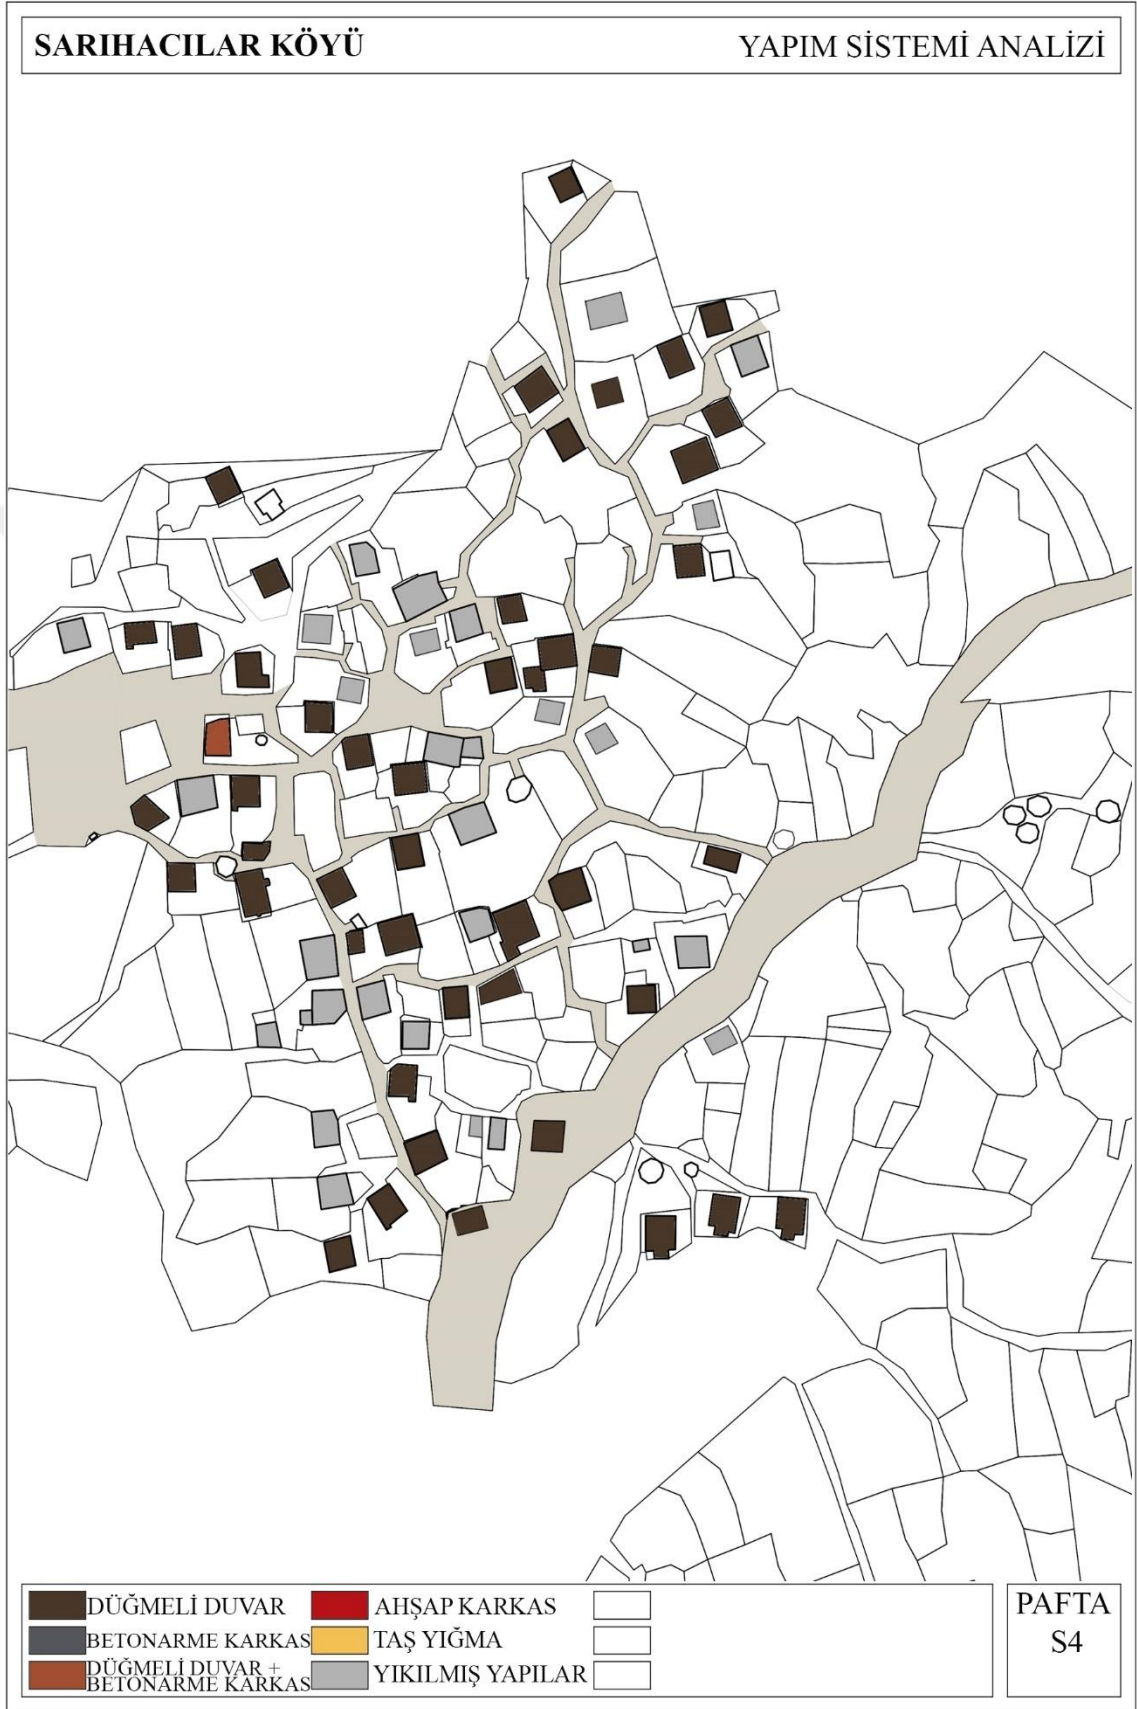 SARIHACILAR KÖYÜ
YAPIM SİSTEMİ ANALİZİ
DÜĞMELİ DUVAR
BETONARME KARKAS
DÜĞMELİ DUVAR +
BETONARME KARKAS
AHŞAP KARKAS
TAŞ YIĞMA
YIKILMIŞ YAPILAR
PAFTA
S4